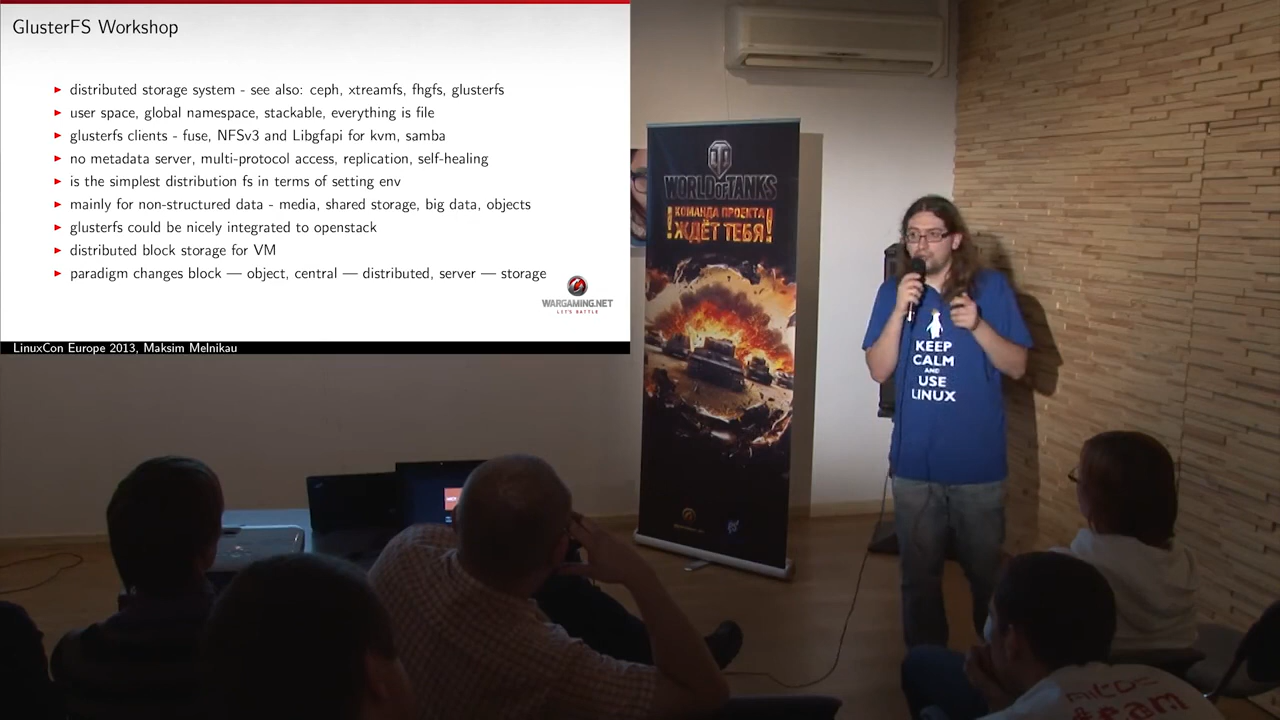 GlusterFS Workshop
distributed storage system - see also: ceph, xtreamfs, fhgfs, glusterfs
user space, global namespace, stackable, everything is file
glusterfs clients - fuse, NFSv3 and Libgfapi for kvm, samba
no metadata server, multi-protocol access, replication, self-healing
is the simplest distribution fs in terms of setting env
mainly for non-structured data - media, shared storage, big data, objects
glusterfs could be nicely integrated to openstack
distributed block storage for VM
paradigm changes block — object, central — distributed, server — storage
WARGAMING.NET
LET'S BATTLE
LinuxCon Europe 2013, Maksim Melnikau
WORLD OF TANKS
КОМАНДА ПРОЕКТА
ЖДЁТ ТЕБЯ!
KEEP
CALM
AND
USE
LINUX
team